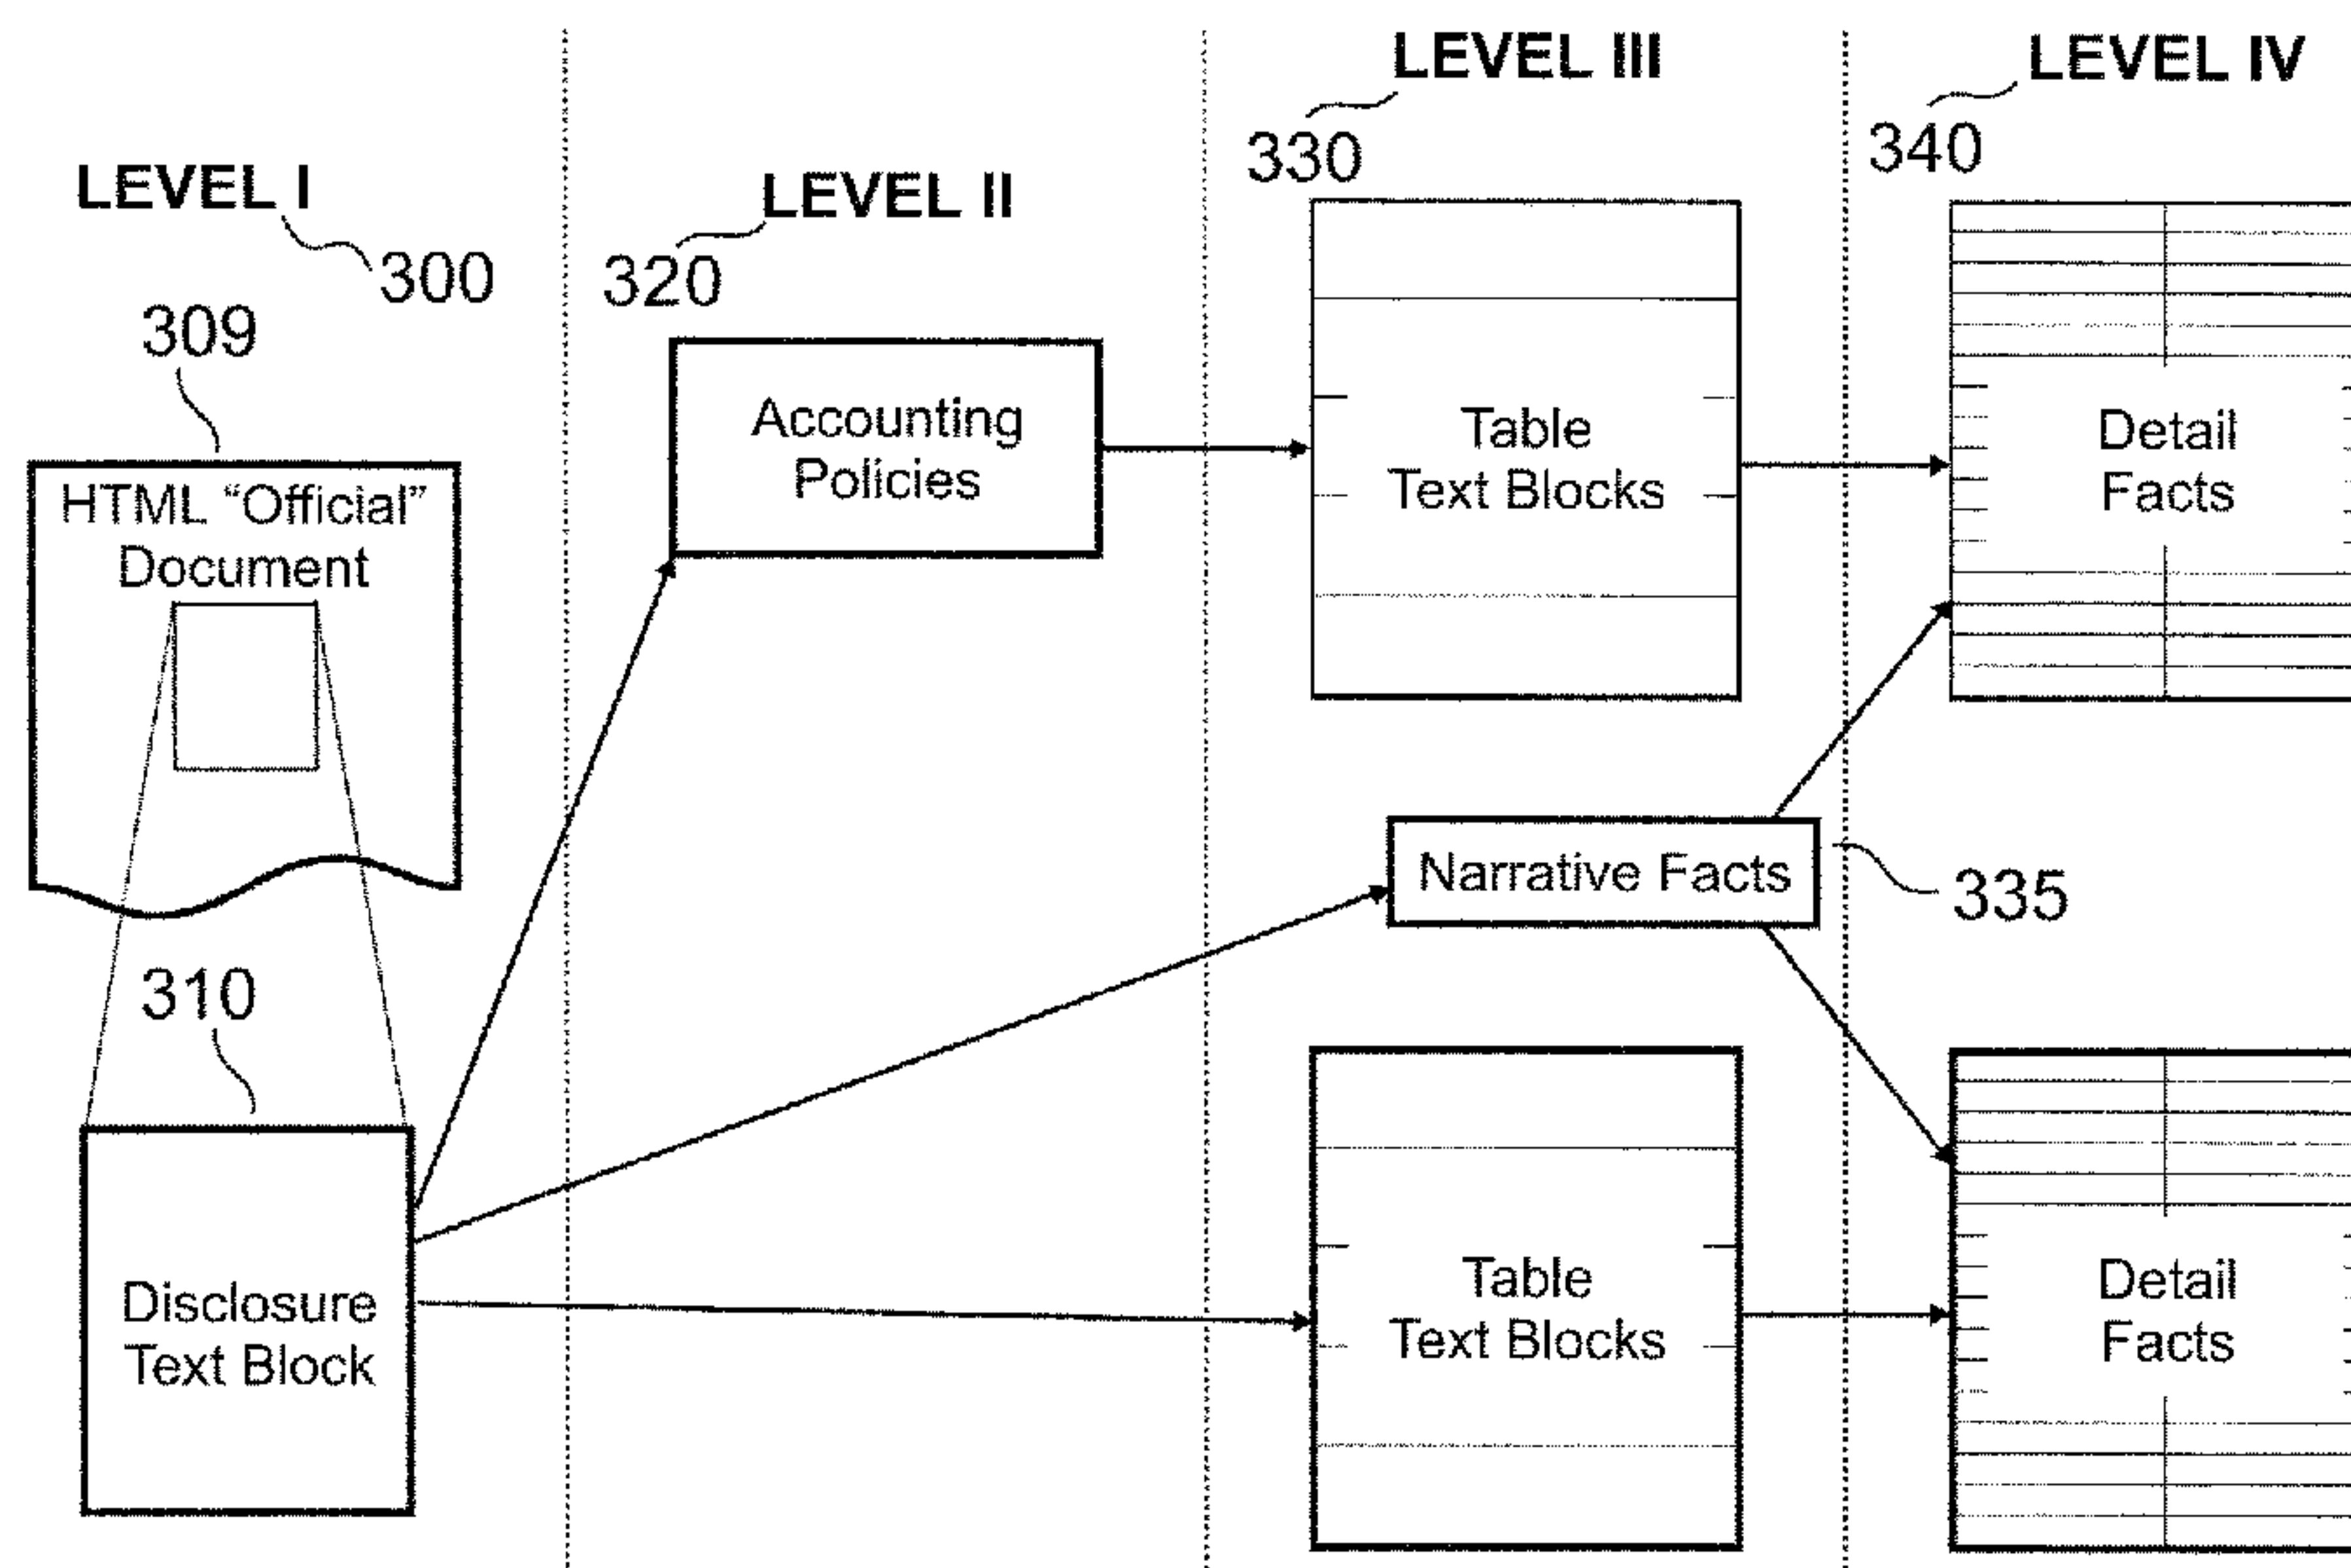 LEVEL I
300
309
HTML “Official”
Document
310
Disclosure
Text Block
LEVEL II
320
Accounting
Policies
LEVEL III
330
Table
Text Blocks
Narrative Facts
335
Table
Text Blocks
LEVEL IV
340
Detail
Facts
Detail
Facts